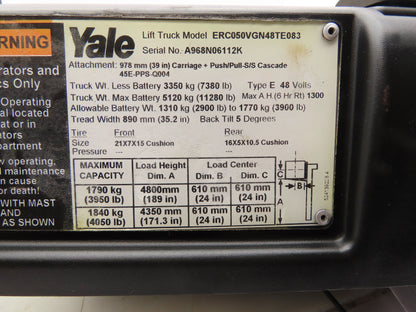 RNING
rators and
ics Only
Operating
al located
at or in
ators
partment
w operating,
d maintenance
n cause
or death!
WITH MAST
AND
AS SHOWN
Yale
Lift Truck Model ERC050VGN48TE083
Serial No. A968N06112K
Attachment: 978 mm (39 in) Carriage + Push/Pull-S/S Cascade
45E-PPS-Q004
Truck Wt. Less Battery 3350 kg (7380 lb) Type E 48 Volts
Truck Wt. Max Battery 5120 kg (11280 lb) Max A H (6 Hr Rt) 1300
Allowable Battery Wt. 1310 kg (2900 lb) to 1770 kg (3900 lb)
Tread Width 890 mm (35.2 in) Back Tilt 5 Degrees
Tire Front Rear
Size 21X7X15 Cushion 16X5X10.5 Cushion
Pressure --- ---
MAXIMUM CAPACITY Load Height Dim. A Load Center Dim. B Dim. C
1790 kg (3950 lb) 4800mm (189 in) 610 mm (24 in) 610 mm (24 in)
1840 kg (4050 lb) 4350 mm (171.3 in) 610 mm (24 in) 610 mm (24 in)
C
B
A